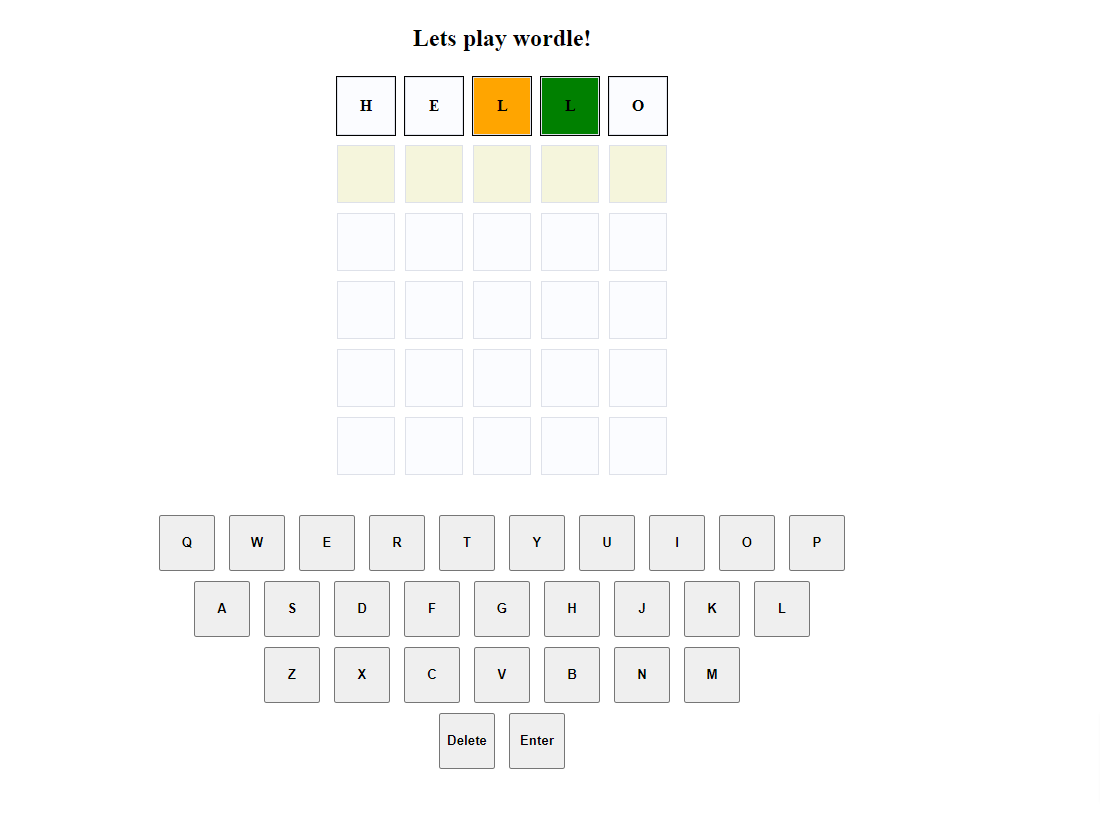 Lets play wordle!
H E L L O
Q W E R T Y U I O P
A S D F G H J K L
Z X C V B N M
Delete Enter